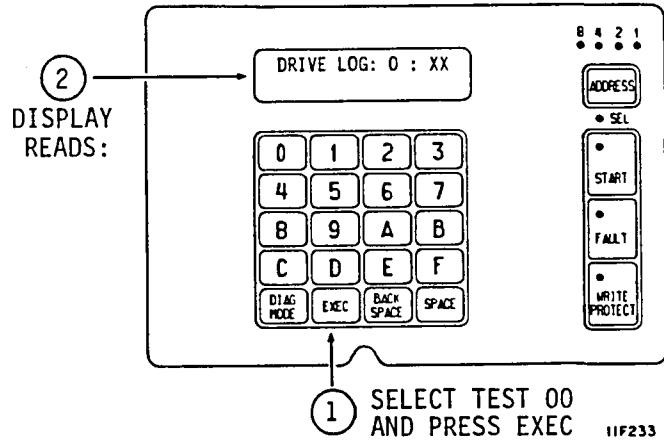 8 4 2 1
DRIVE LOG: 0 : XX
ADDRESS
SEL
2
DISPLAY
READS:
0 1 2 3
4 5 6 7
8 9 A B
C D E F
DIAG
MODE
EXEC
BACK
SPACE
SPACE
START
FAULT
WRITE
PROTECT
1
SELECT TEST 00
AND PRESS EXEC
11F233